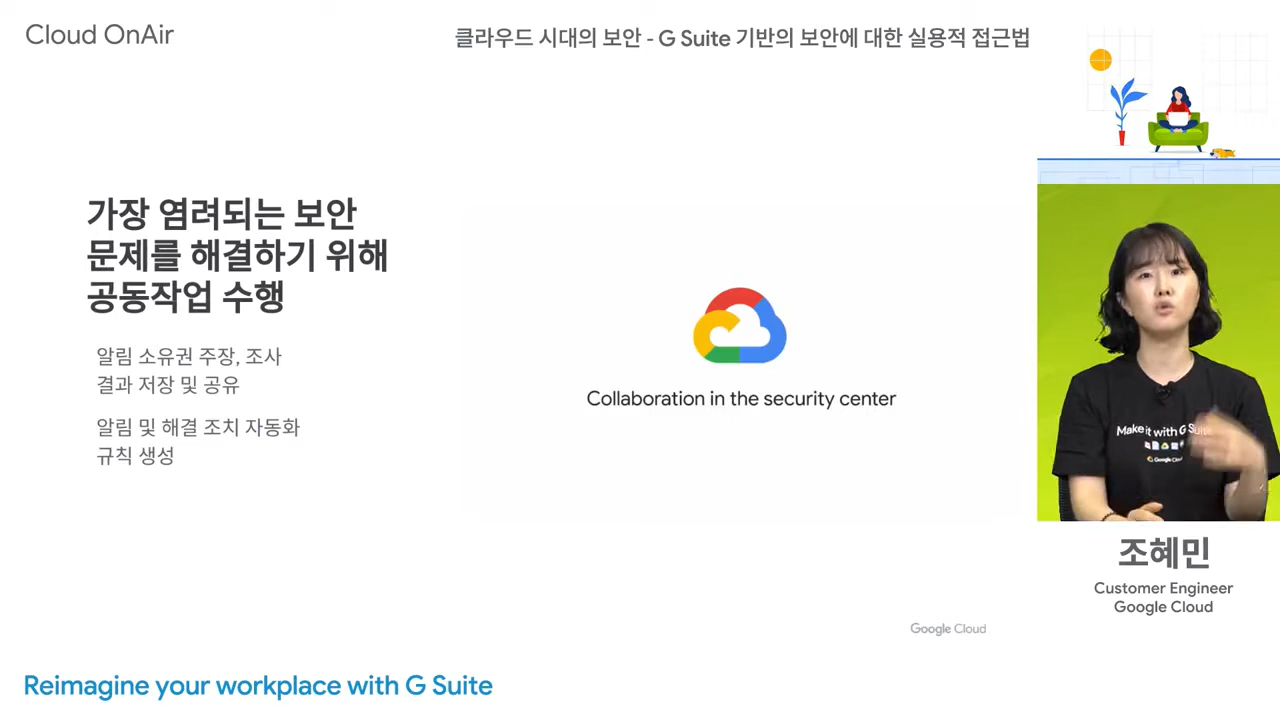 Cloud OnAir
클라우드 시대의 보안 - G Suite 기반의 보안에 대한 실용적 접근법
가장 염려되는 보안
문제를 해결하기 위해
공동작업 수행
알림 소유권 주장, 조사
결과 저장 및 공유
알림 및 해결 조치 자동화
규칙 생성
Collaboration in the security center
Make it with G Suite
Google Cloud
조혜민
Customer Engineer
Google Cloud
Google Cloud
Reimagine your workplace with G Suite